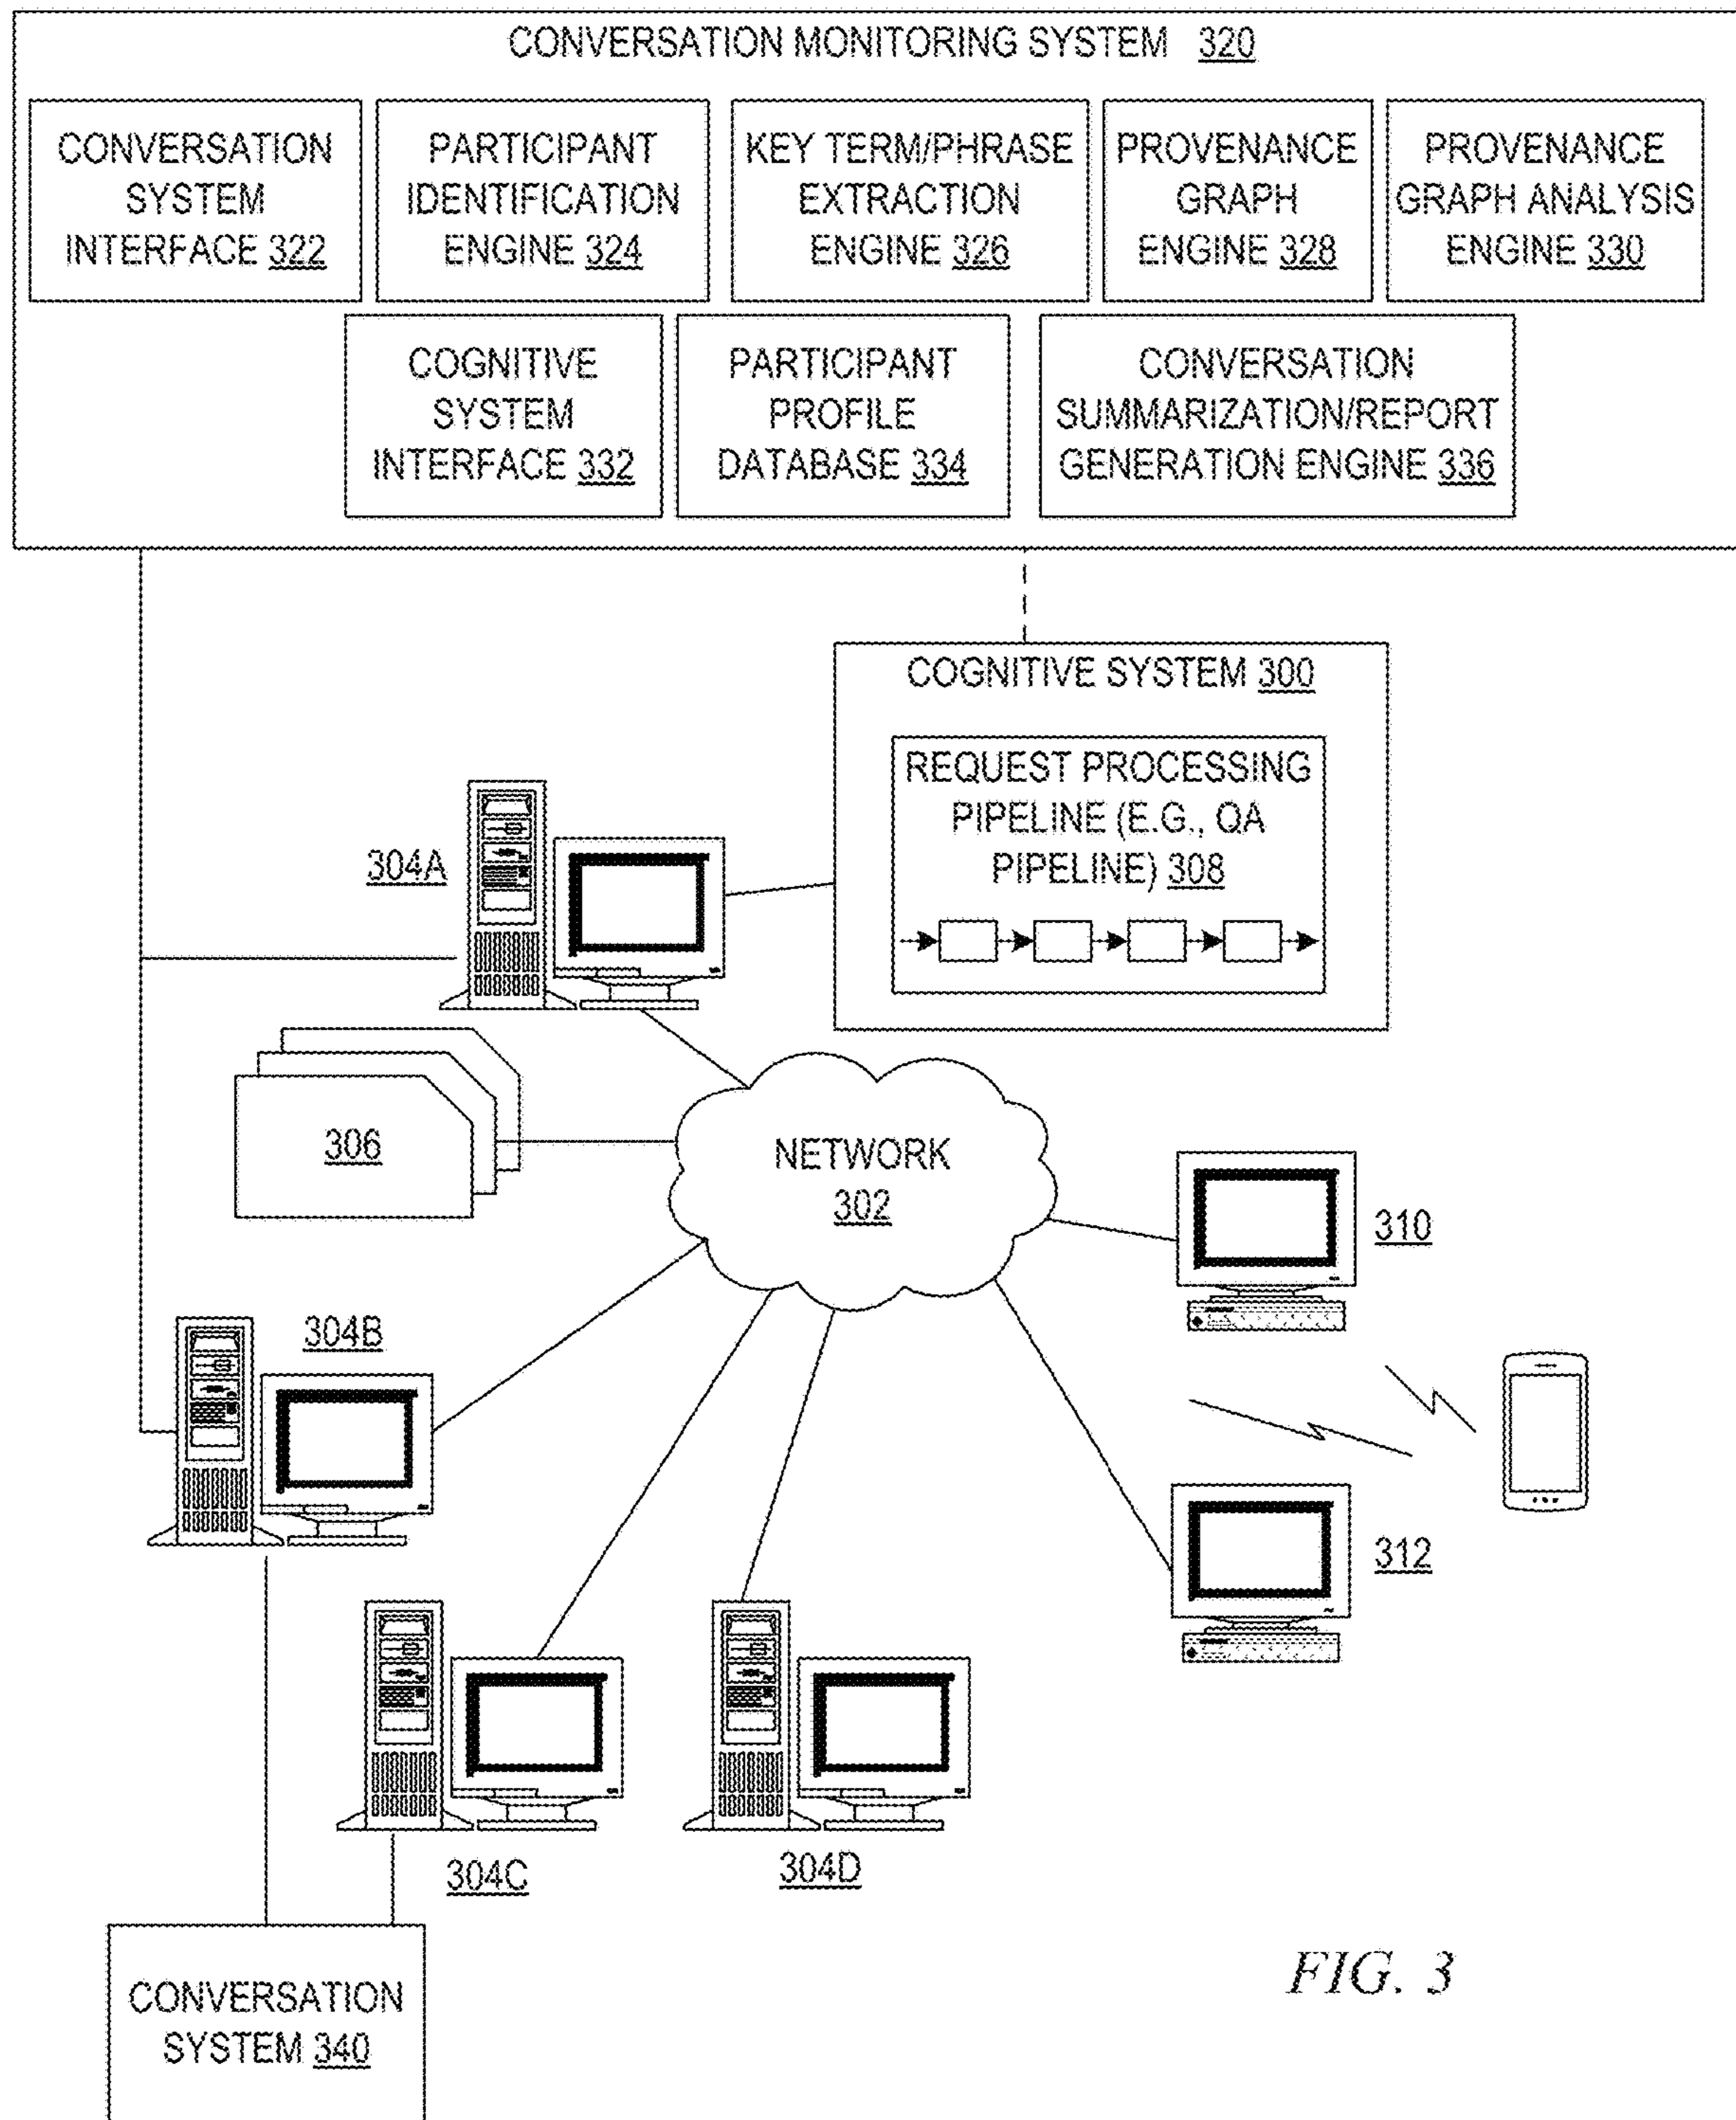 CONVERSATION MONITORING SYSTEM 320
CONVERSATION
SYSTEM
INTERFACE 322
PARTICIPANT
IDENTIFICATION
ENGINE 324
KEY TERM/PHRASE
EXTRACTION
ENGINE 326
PROVENANCE
GRAPH
ENGINE 328
PROVENANCE
GRAPH ANALYSIS
ENGINE 330
COGNITIVE
SYSTEM
INTERFACE 332
PARTICIPANT
PROFILE
DATABASE 334
CONVERSATION
SUMMARIZATION/REPORT
GENERATION ENGINE 336
COGNITIVE SYSTEM 300
REQUEST PROCESSING
PIPELINE (E.G., QA
PIPELINE) 308
304A
306
NETWORK
302
310
304B
312
304C
304D
CONVERSATION
SYSTEM 340
FIG. 3